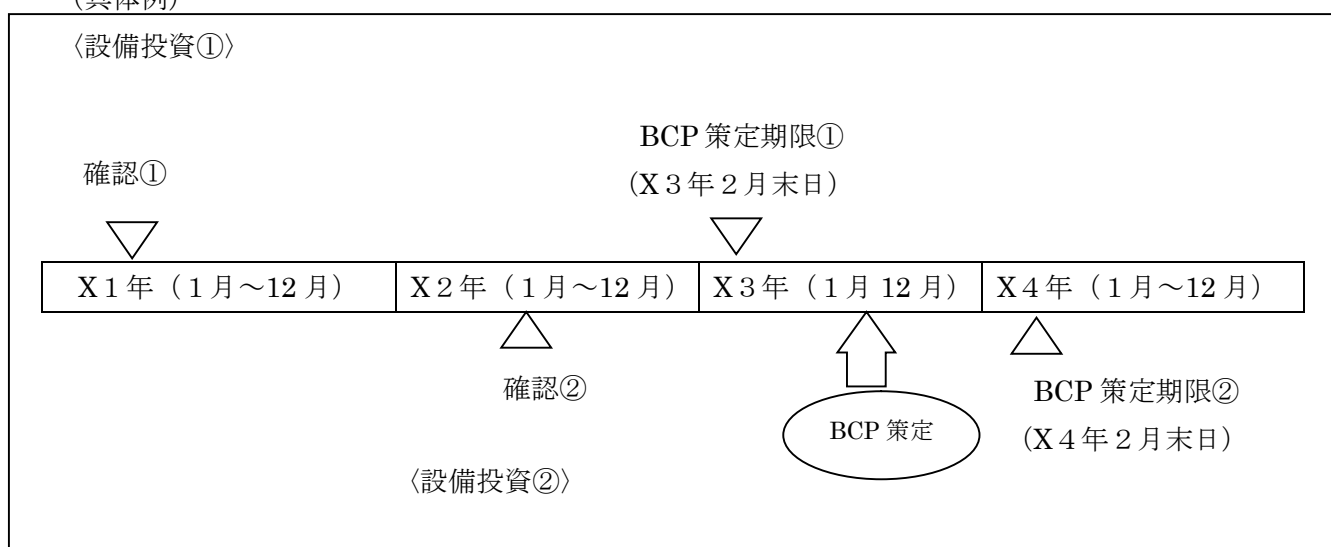 (具体例)
〈設備投資①〉
BCP 策定期限①
確認①
（X３年２月末日）
X１年（１月～12 月）
X２年（１月～12 月）
X３年（１月 12 月）
X４年（１月～12 月）
確認②
BCP 策定期限②
BCP 策定
（X４年２月末日）
〈設備投資②〉